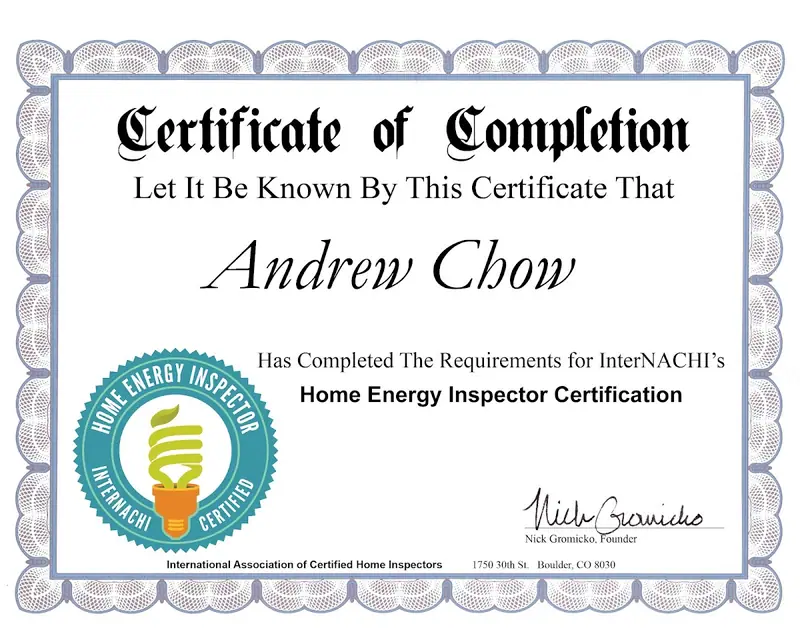 Certificate of Completion
Let It Be Known By This Certificate That
Andrew Chow
Has Completed The Requirements for InterNACHI’s
Home Energy Inspector Certification
HOME ENERGY INSPECTOR
INTERNACHI CERTIFIED
Nick Gromicko
Nick Gromicko, Founder
International Association of Certified Home Inspectors 1750 30th St. Boulder, CO 8030